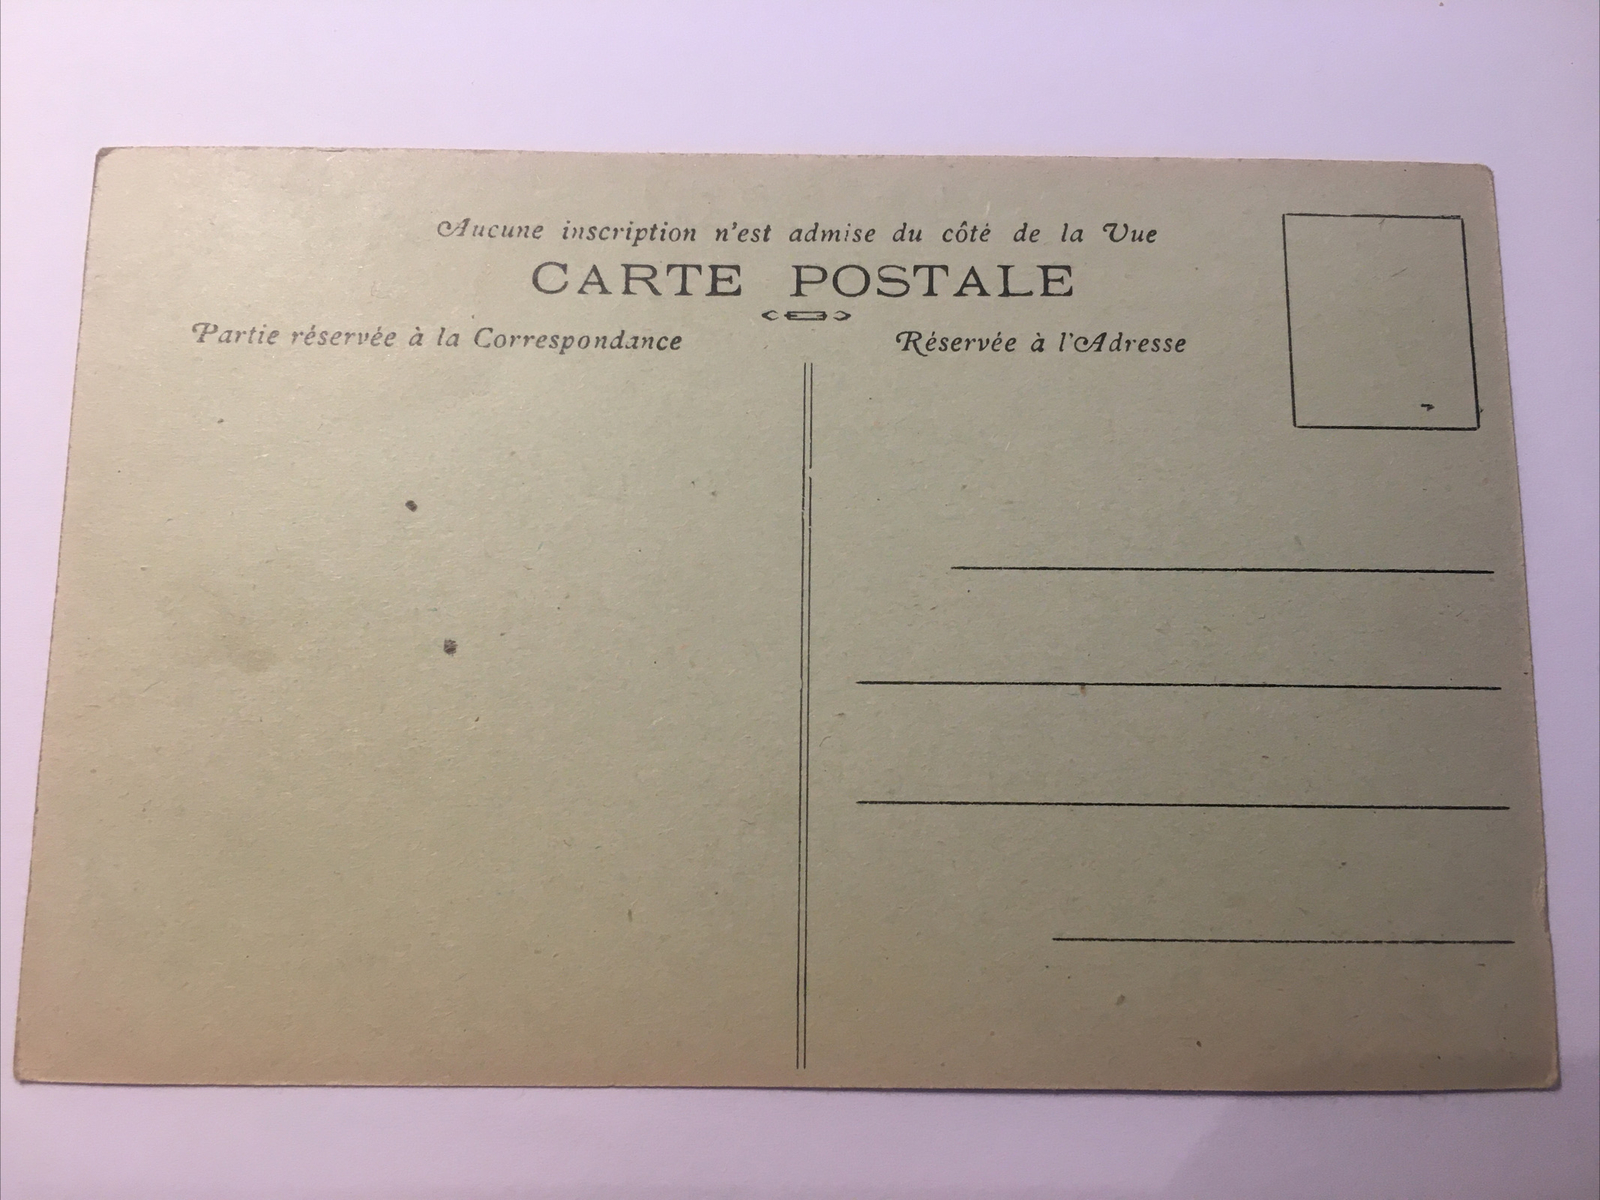 Aucune inscription n'est admise du côté de la Vue
CARTE POSTALE
Partie réservée à la Correspondance
Réservée à l'Adresse